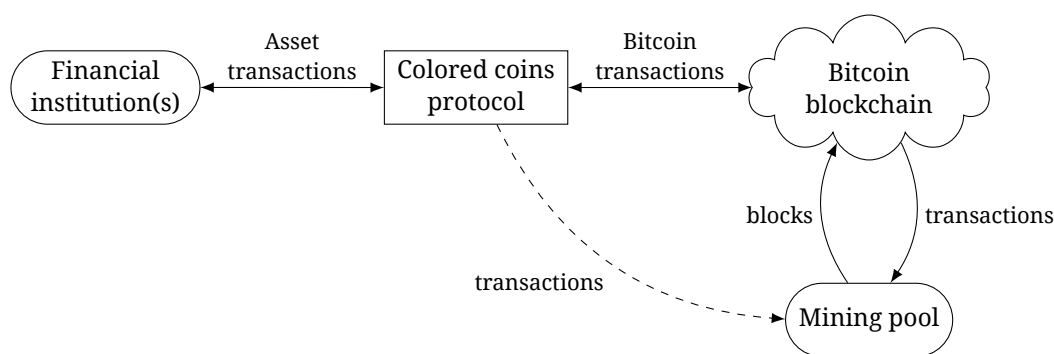 Asset
transactions
Bitcoin
transactions
Financial
institution(s)
Colored coins
protocol
Bitcoin
blockchain
blocks
transactions
transactions
Mining pool